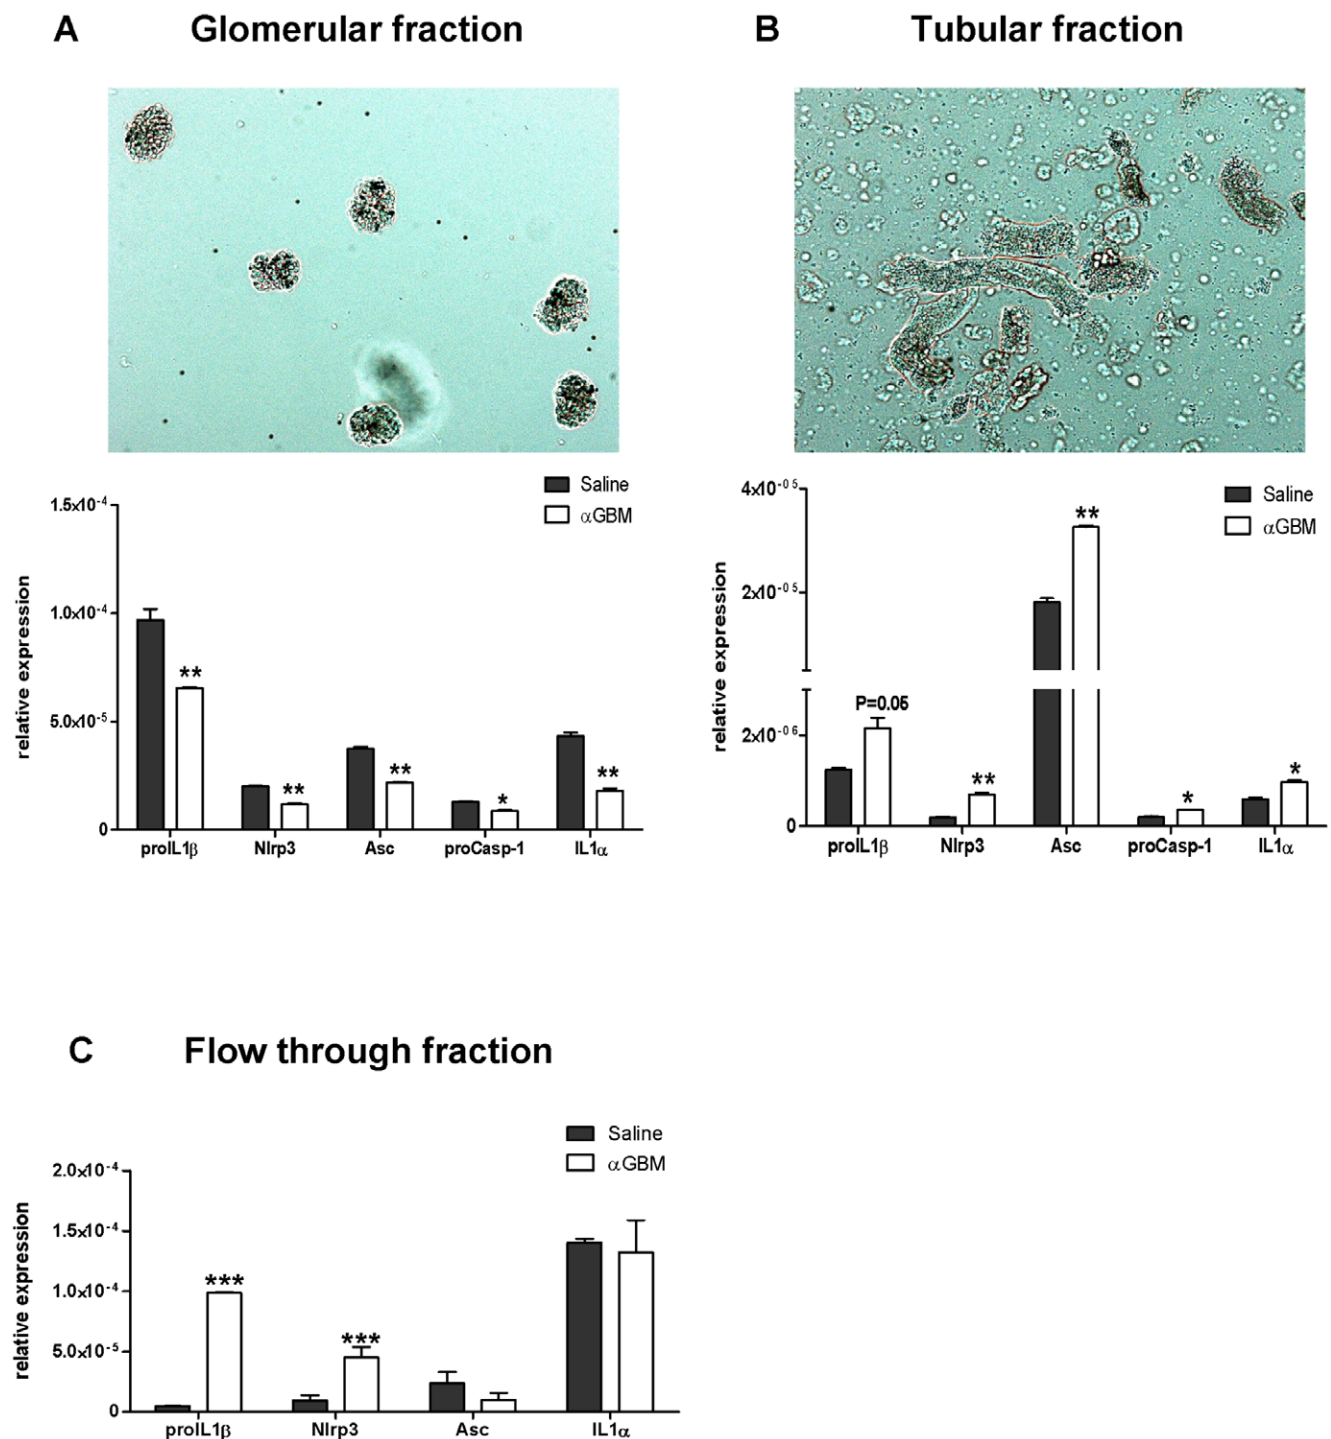 A Glomerular fraction
B Tubular fraction
Saline
αGBM
1.5x10⁻⁴
1.0x10⁻⁴
5.0x10⁻⁵
0
relative expression
**
**
**
*
**
proIL1β Nlrp3 Asc proCasp-1 IL1α
Saline
αGBM
4x10⁻⁰⁵
2x10⁻⁰⁵
2x10⁻⁰⁶
0
relative expression
P=0.05
**
**
*
*
proIL1β Nlrp3 Asc proCasp-1 IL1α
C Flow through fraction
Saline
αGBM
2.0x10⁻⁴
1.5x10⁻⁴
1.0x10⁻⁴
5.0x10⁻⁵
0
relative expression
***
***
proIL1β Nlrp3 Asc IL1α